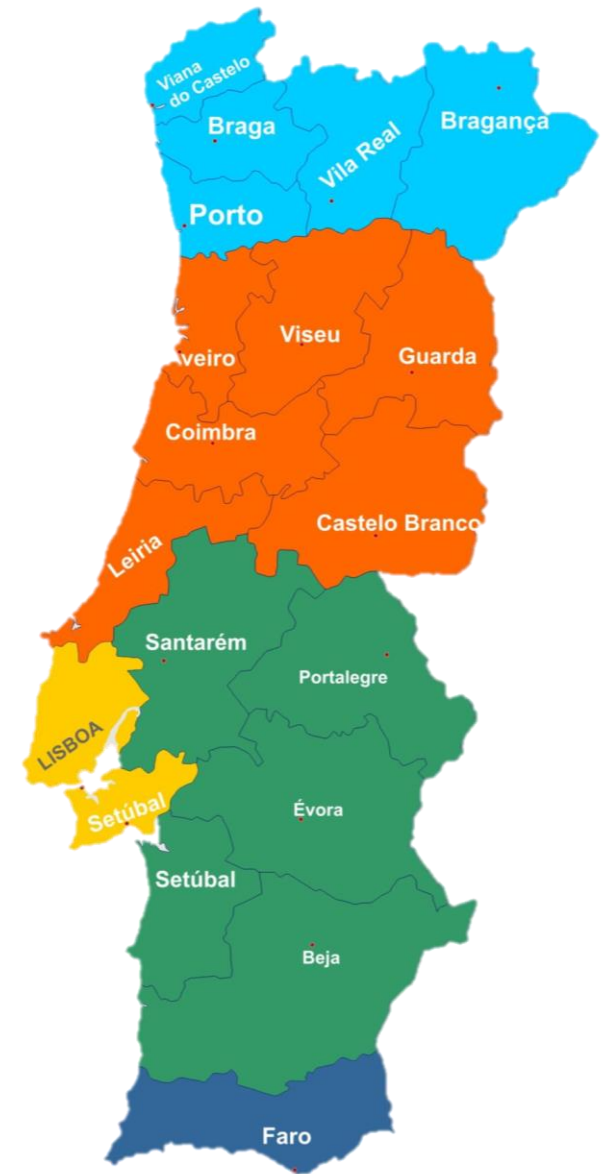 Viana
do Castelo
Braga
Bragança
Vila Real
Porto
Viseu
Guarda
veiro
Coimbra
Castelo Branco
Leiria
Santarém
Portalegre
LISBOA
Setúbal
Évora
Setúbal
Beja
Faro